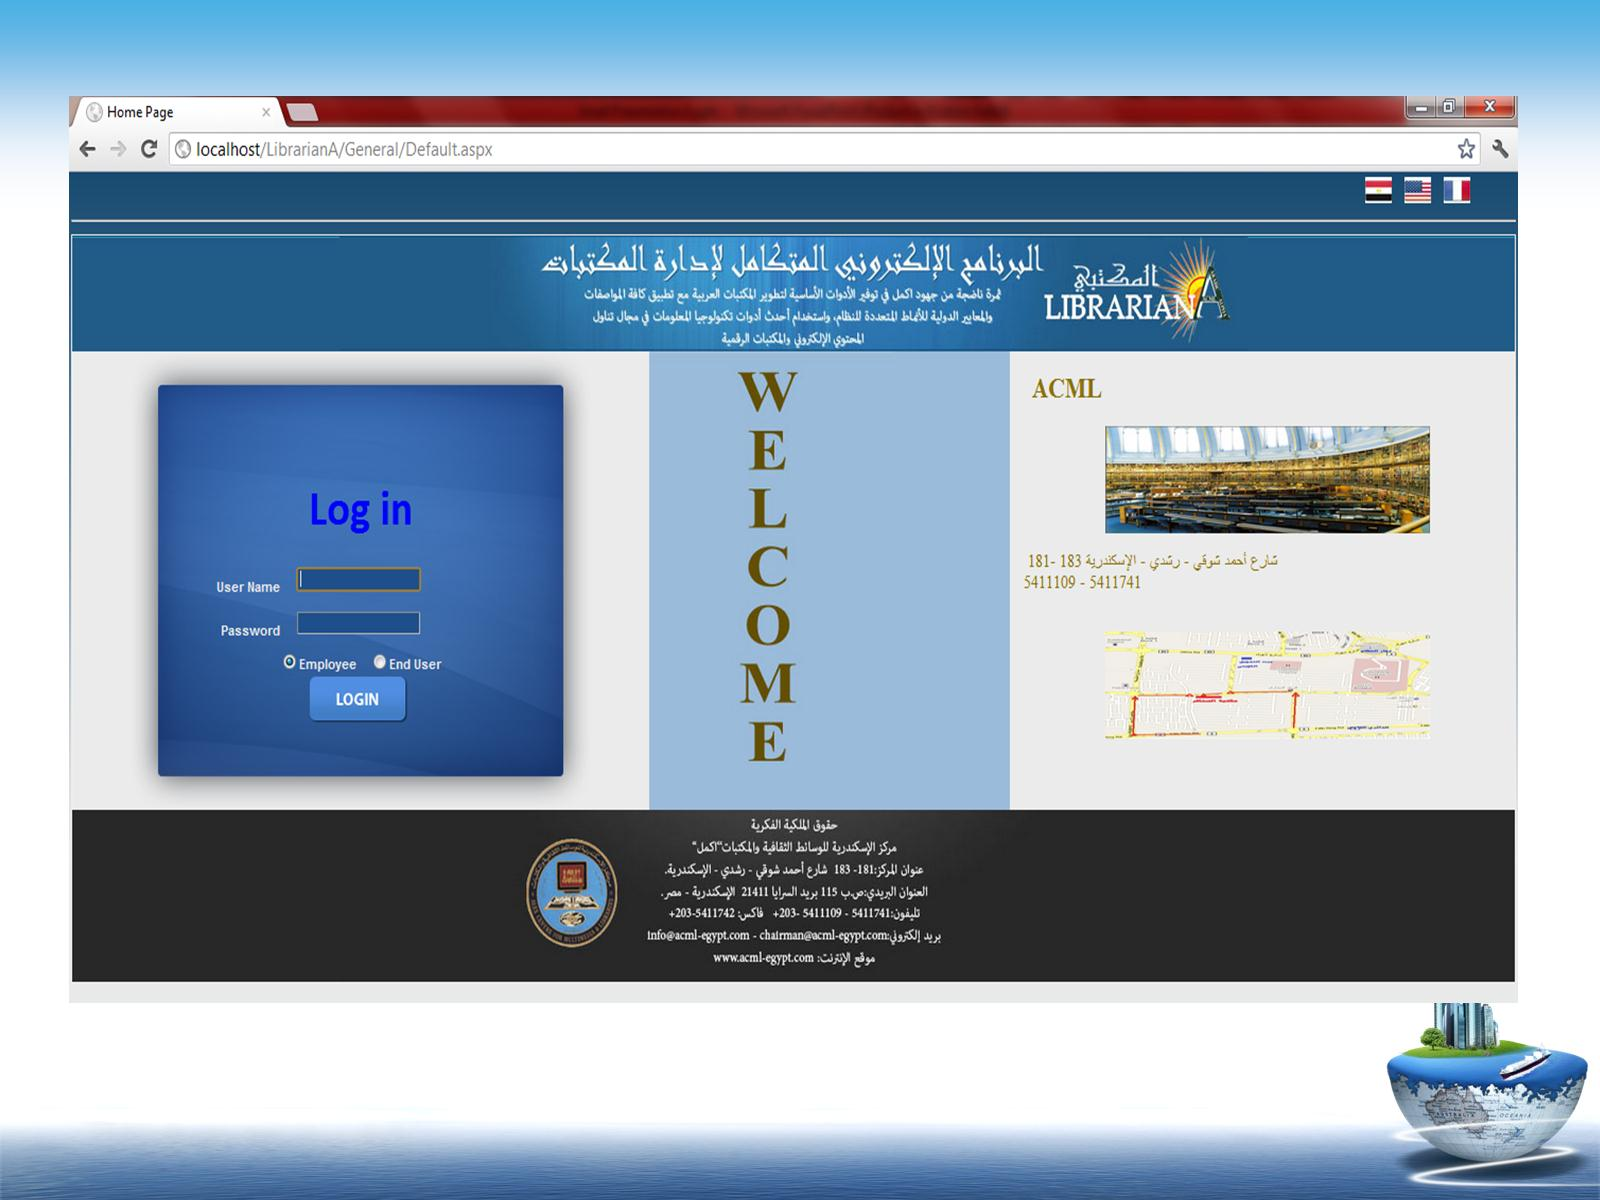 Home Page
localhost/LibrarianA/General/Default.aspx
البرنامج الإلكتروني المتكامل لإدارة المكتبات
ثمرة ناضجة من جهود اكمل في توفير الأدوات الأساسية لتطوير المكتبات العربية مع تطبيق كافة المواصفات
والمعايير الدولية للأنماط المتعددة للنظام، واستخدام أحدث أدوات تكنولوجيا المعلومات في مجال تناول
المحتوي الإلكتروني والمكتبات الرقمية
المكتبي
LIBRARIANA
Log in
User Name
Password
Employee End User
LOGIN
W
E
L
C
O
M
E
ACML
شارع أحمد شوقي - رشدي - الإسكندرية 183 -181
5411109 - 5411741
حقوق الملكية الفكرية
مركز الإسكندرية للوسائط الثقافية والمكتبات"اكمل"
عنوان المركز:181- 183 شارع أحمد شوقي - رشدي - الإسكندرية.
العنوان البريدي:ص.ب 115 بريد السرايا 21411 الإسكندرية - مصر.
تليفون:5411741 - 5411109 -203+ فاكس: 5411742-203+
بريد إلكتروني:info@acml-egypt.com - chairman@acml-egypt.com
موقع الإنترنت: www.acml-egypt.com
AUSTRALIA
OCEANIA